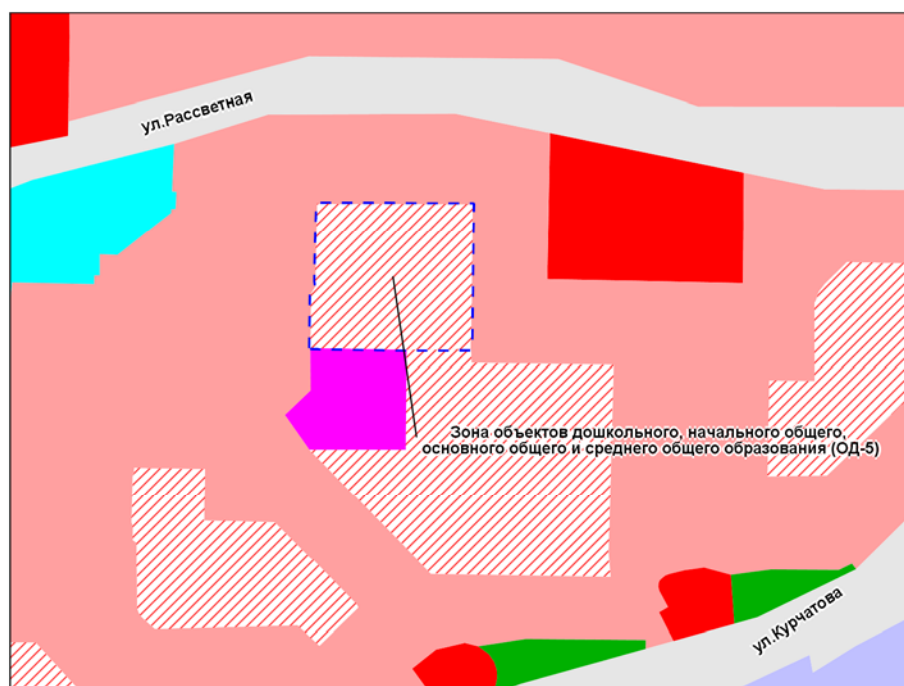 ул.Рассветная
Зона объектов дошкольного, начального общего,
основного общего и среднего общего образования (ОД-5)
ул.Курчатова